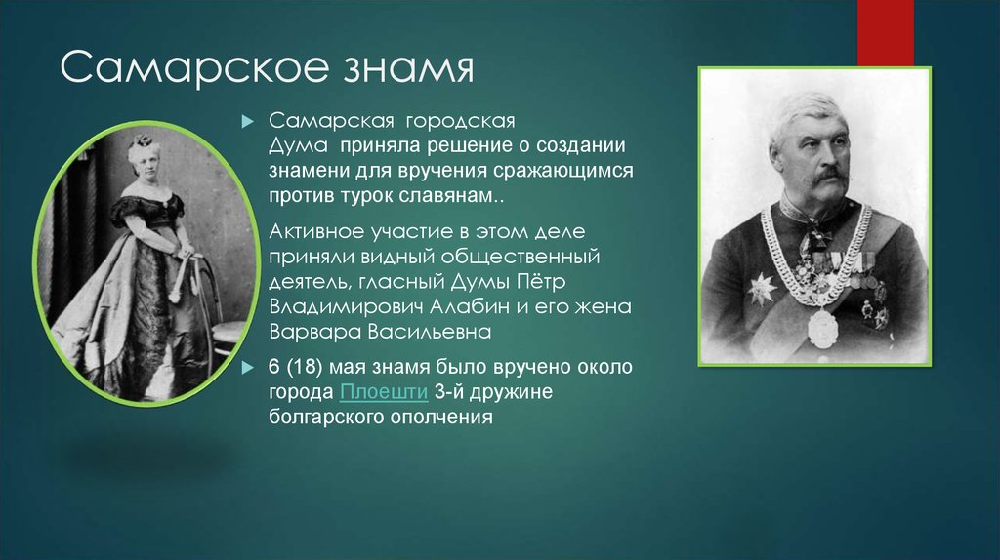 Самарское знамя
Самарская городская
Дума приняла решение о создании
знамени для вручения сражающимся
против турок славянам..
Активное участие в этом деле
приняли видный общественный
деятель, гласный Думы Пётр
Владимирович Алабин и его жена
Варвара Васильевна
6 (18) мая знамя было вручено около
города Плоешти 3-й дружине
болгарского ополчения